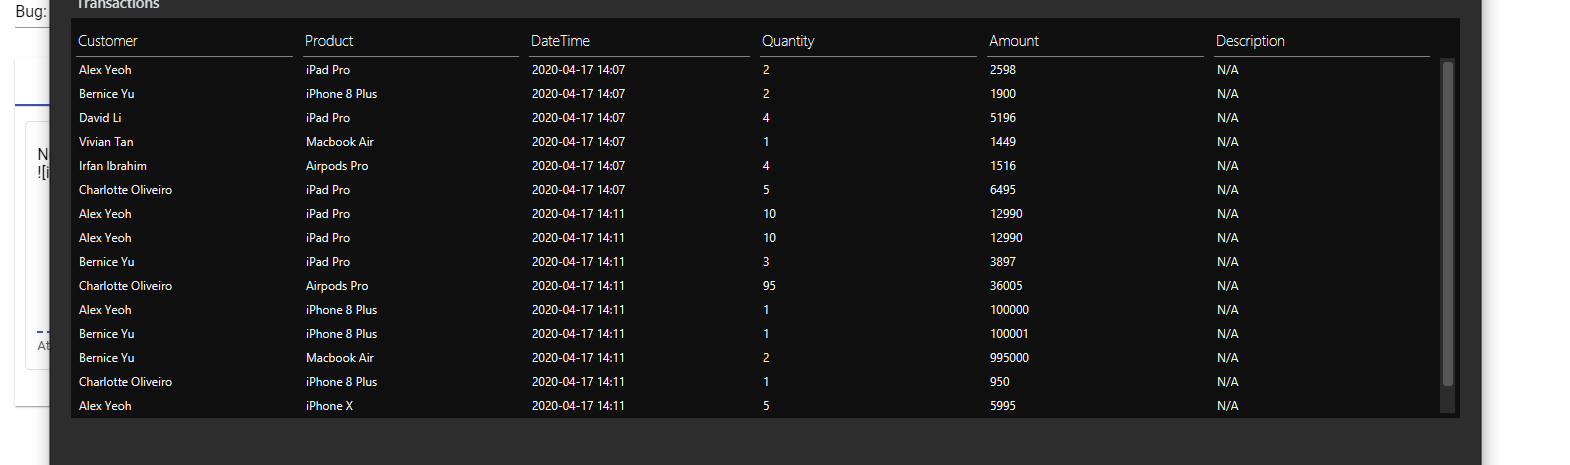 Bug:
Transactions
Customer Product DateTime Quantity Amount Description
Alex Yeoh iPad Pro 2020-04-17 14:07 2 2598 N/A
Bernice Yu iPhone 8 Plus 2020-04-17 14:07 2 1900 N/A
David Li iPad Pro 2020-04-17 14:07 4 5196 N/A
Vivian Tan Macbook Air 2020-04-17 14:07 1 1449 N/A
Irfan Ibrahim Airpods Pro 2020-04-17 14:07 4 1516 N/A
Charlotte Oliveiro iPad Pro 2020-04-17 14:07 5 6495 N/A
Alex Yeoh iPad Pro 2020-04-17 14:11 10 12990 N/A
Alex Yeoh iPad Pro 2020-04-17 14:11 10 12990 N/A
Bernice Yu iPad Pro 2020-04-17 14:11 3 3897 N/A
Charlotte Oliveiro Airpods Pro 2020-04-17 14:11 95 36005 N/A
Alex Yeoh iPhone 8 Plus 2020-04-17 14:11 1 100000 N/A
Bernice Yu iPhone 8 Plus 2020-04-17 14:11 1 100001 N/A
Bernice Yu Macbook Air 2020-04-17 14:11 2 995000 N/A
Charlotte Oliveiro iPhone 8 Plus 2020-04-17 14:11 1 950 N/A
Alex Yeoh iPhone X 2020-04-17 14:11 5 5995 N/A